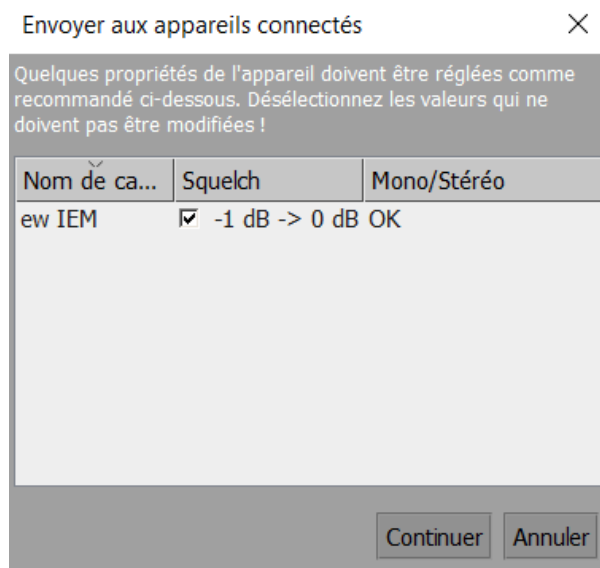 Envoyer aux appareils connectés
Quelques propriétés de l'appareil doivent être réglées comme
recommandé ci-dessous. Désélectionnez les valeurs qui ne
doivent pas être modifiées !
Nom de ca... Squelch Mono/Stéréo
ew IEM -1 dB -> 0 dB OK
Continuer Annuler